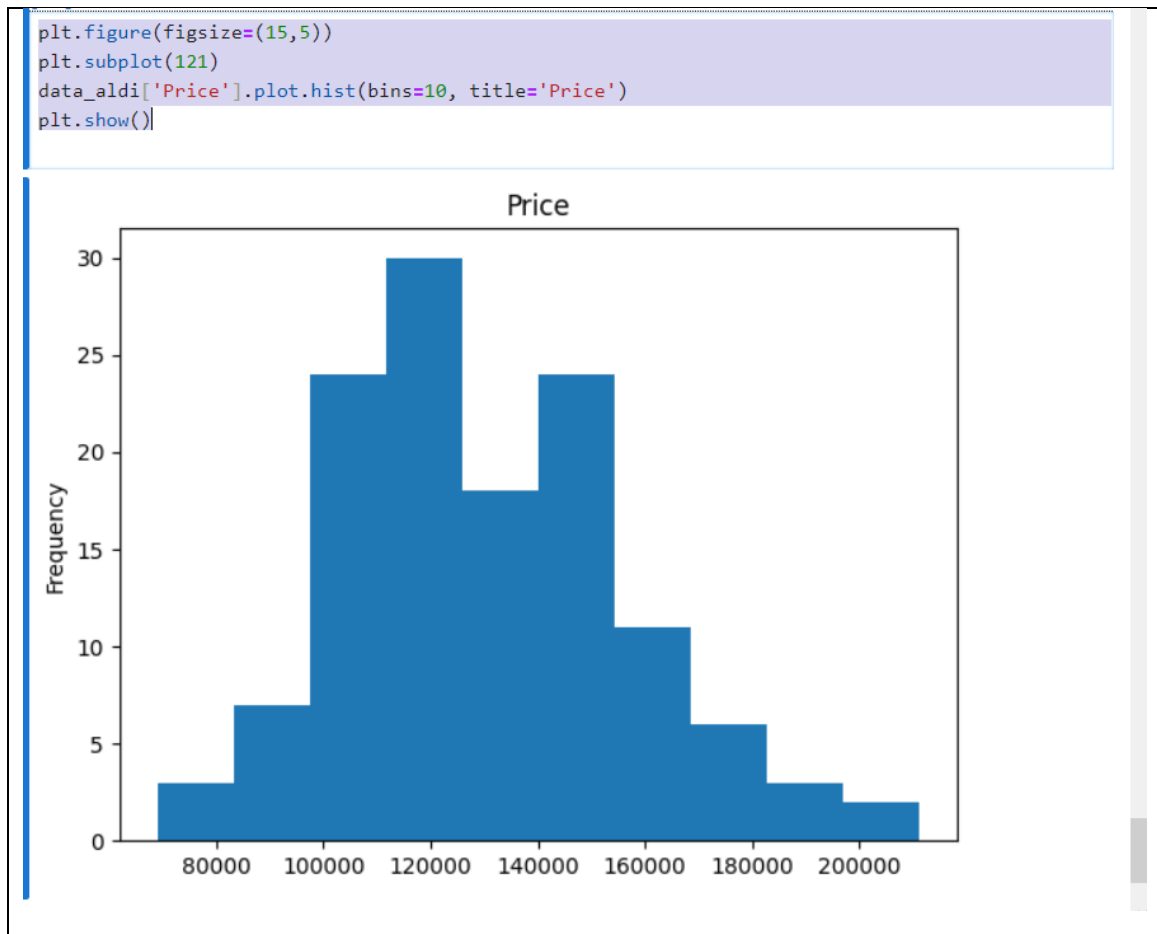 plt.figure(figsize=(15,5))
plt.subplot(121)
data_aldi['Price'].plot.hist(bins=10, title='Price')
plt.show()
Price
30
25
20
15
10
5
0
Frequency
80000 100000 120000 140000 160000 180000 200000